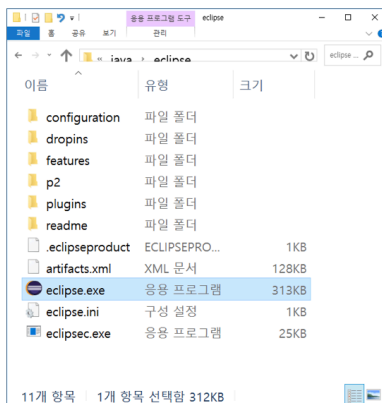 응용 프로그램 도구 eclipse
파일 홈 공유 보기 관리
« java › eclipse eclipse ...
이름 유형 크기
configuration 파일 폴더
dropins 파일 폴더
features 파일 폴더
p2 파일 폴더
plugins 파일 폴더
readme 파일 폴더
.eclipseproduct ECLIPSEPRO... 1KB
artifacts.xml XML 문서 128KB
eclipse.exe 응용 프로그램 313KB
eclipse.ini 구성 설정 1KB
eclipsec.exe 응용 프로그램 25KB
11개 항목 1개 항목 선택함 312KB